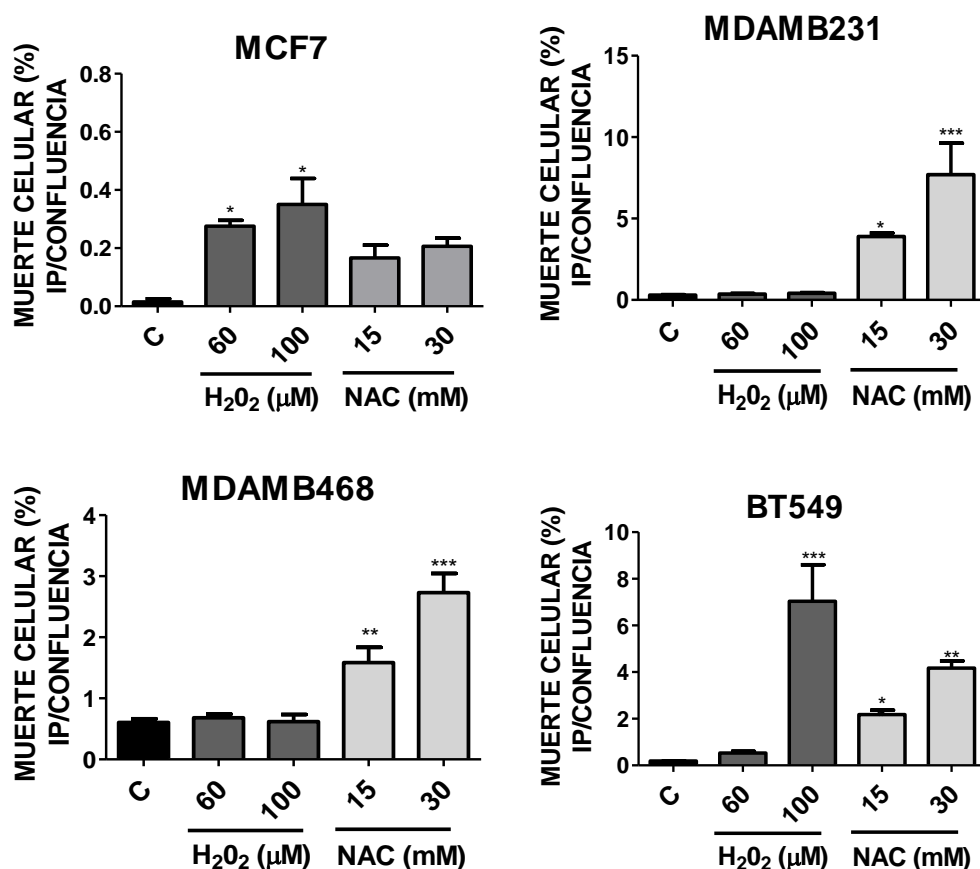 MCF7
MUERTE CELULAR (%)
IP/CONFLUENCIA
0.8
0.6
0.4
0.2
0.0
*
*
C
60
100
15
30
H₂0₂ (μM)
NAC (mM)
MDAMB231
MUERTE CELULAR (%)
IP/CONFLUENCIA
15
10
5
0
*
***
C
60
100
15
30
H₂0₂ (μM)
NAC (mM)
MDAMB468
MUERTE CELULAR (%)
IP/CONFLUENCIA
4
3
2
1
0
**
***
C
60
100
15
30
H₂0₂ (μM)
NAC (mM)
BT549
MUERTE CELULAR (%)
IP/CONFLUENCIA
10
8
6
4
2
0
***
*
**
C
60
100
15
30
H₂0₂ (μM)
NAC (mM)